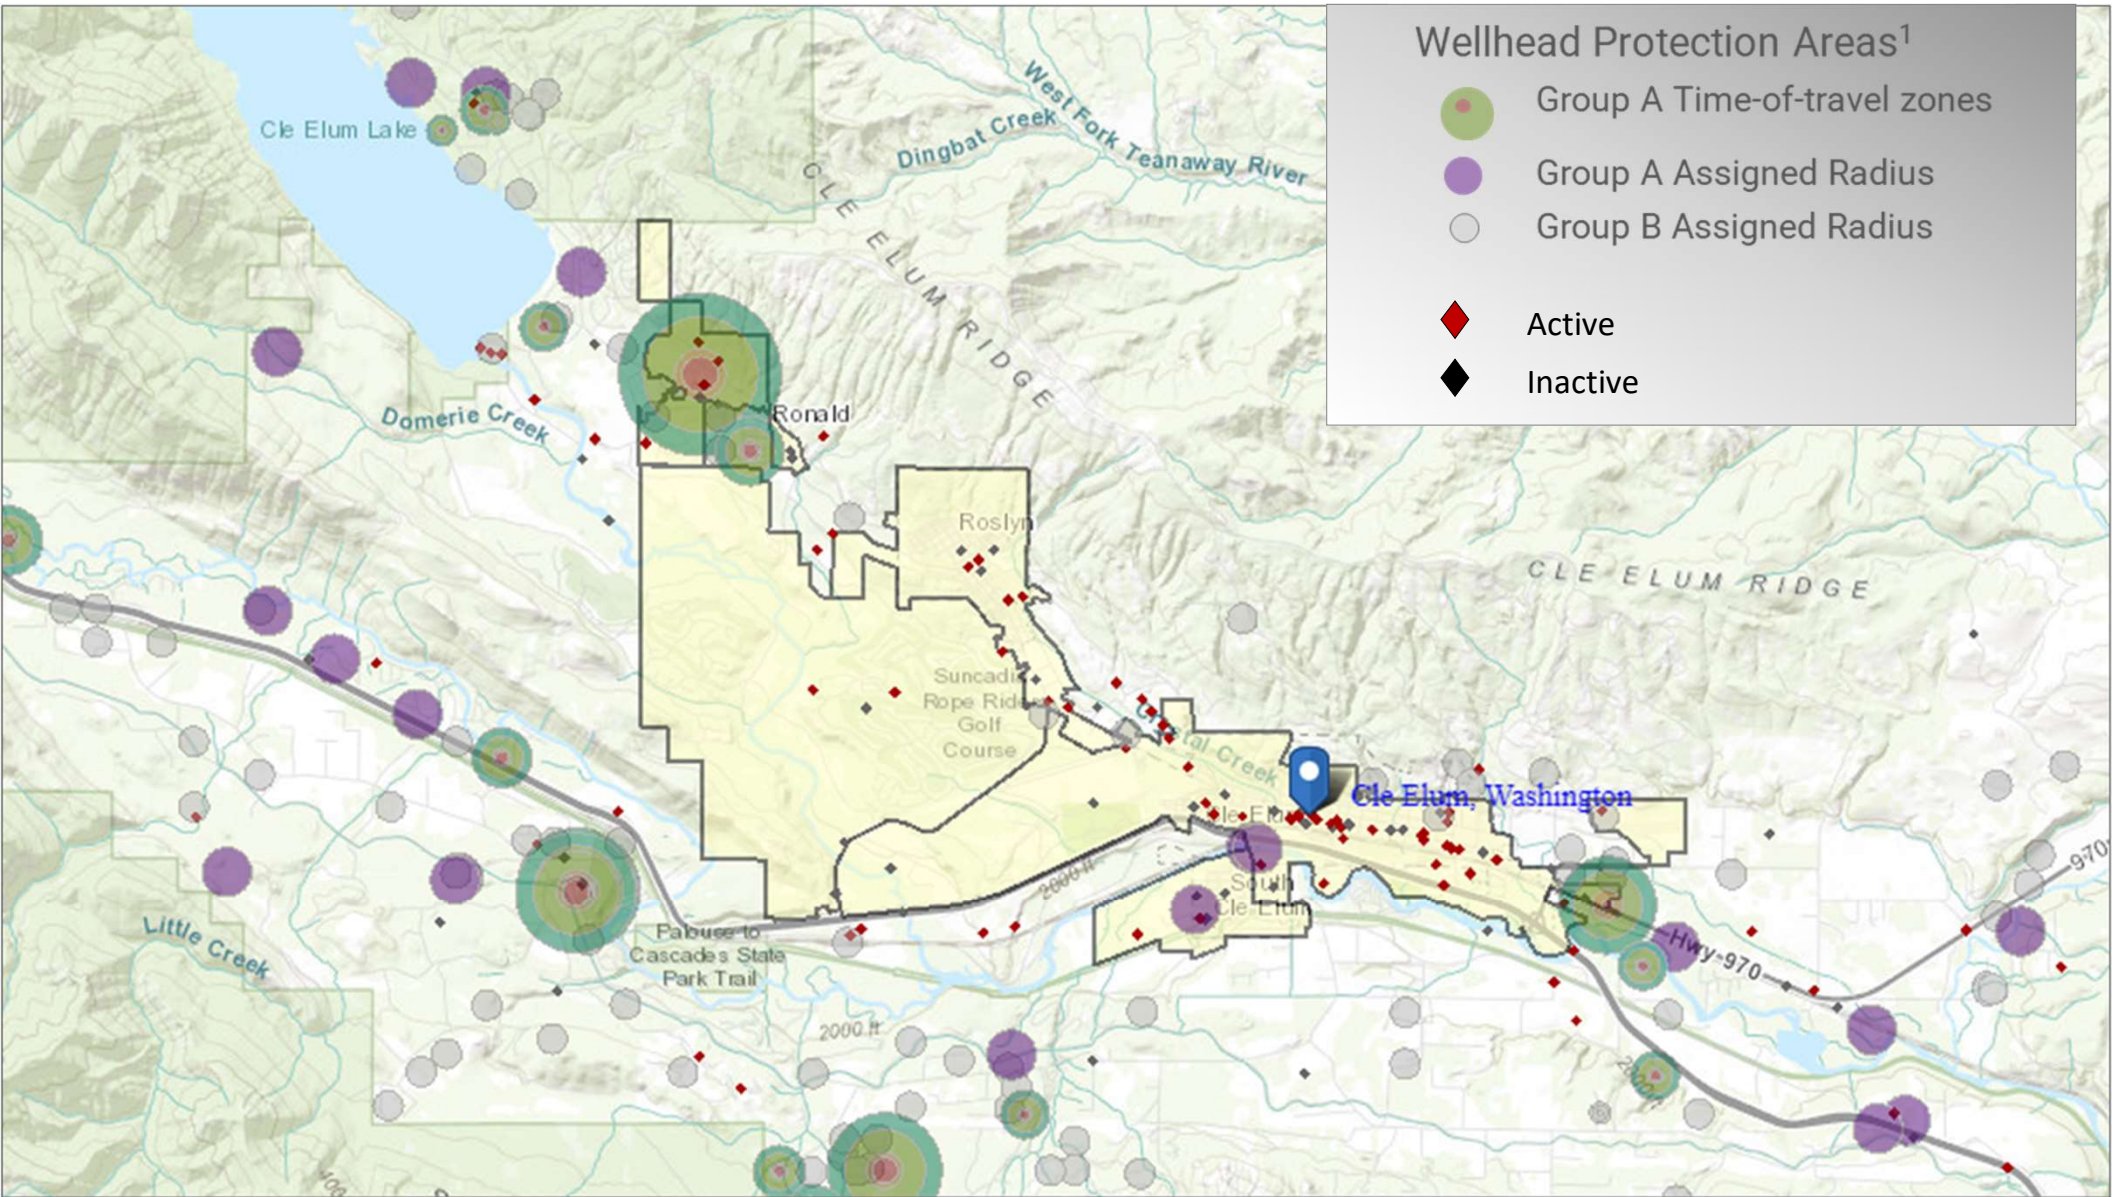 Wellhead Protection Areas¹
Group A Time-of-travel zones
Group A Assigned Radius
Group B Assigned Radius
Active
Inactive
West Fork Teanaway River
Dingbat Creek
Cle Elum Lake
CLE ELUM RIDGE
Domerie Creek
Ronald
Roslyn
CLE ELUM RIDGE
Suncadia
Rope Rider
Golf
Course
Crystal Creek
Cle Elum, Washington
Cle Elum
2000 ft
South
Cle Elum
970
Hwy-970
Little Creek
Palouse to
Cascades State
Park Trail
2000 ft